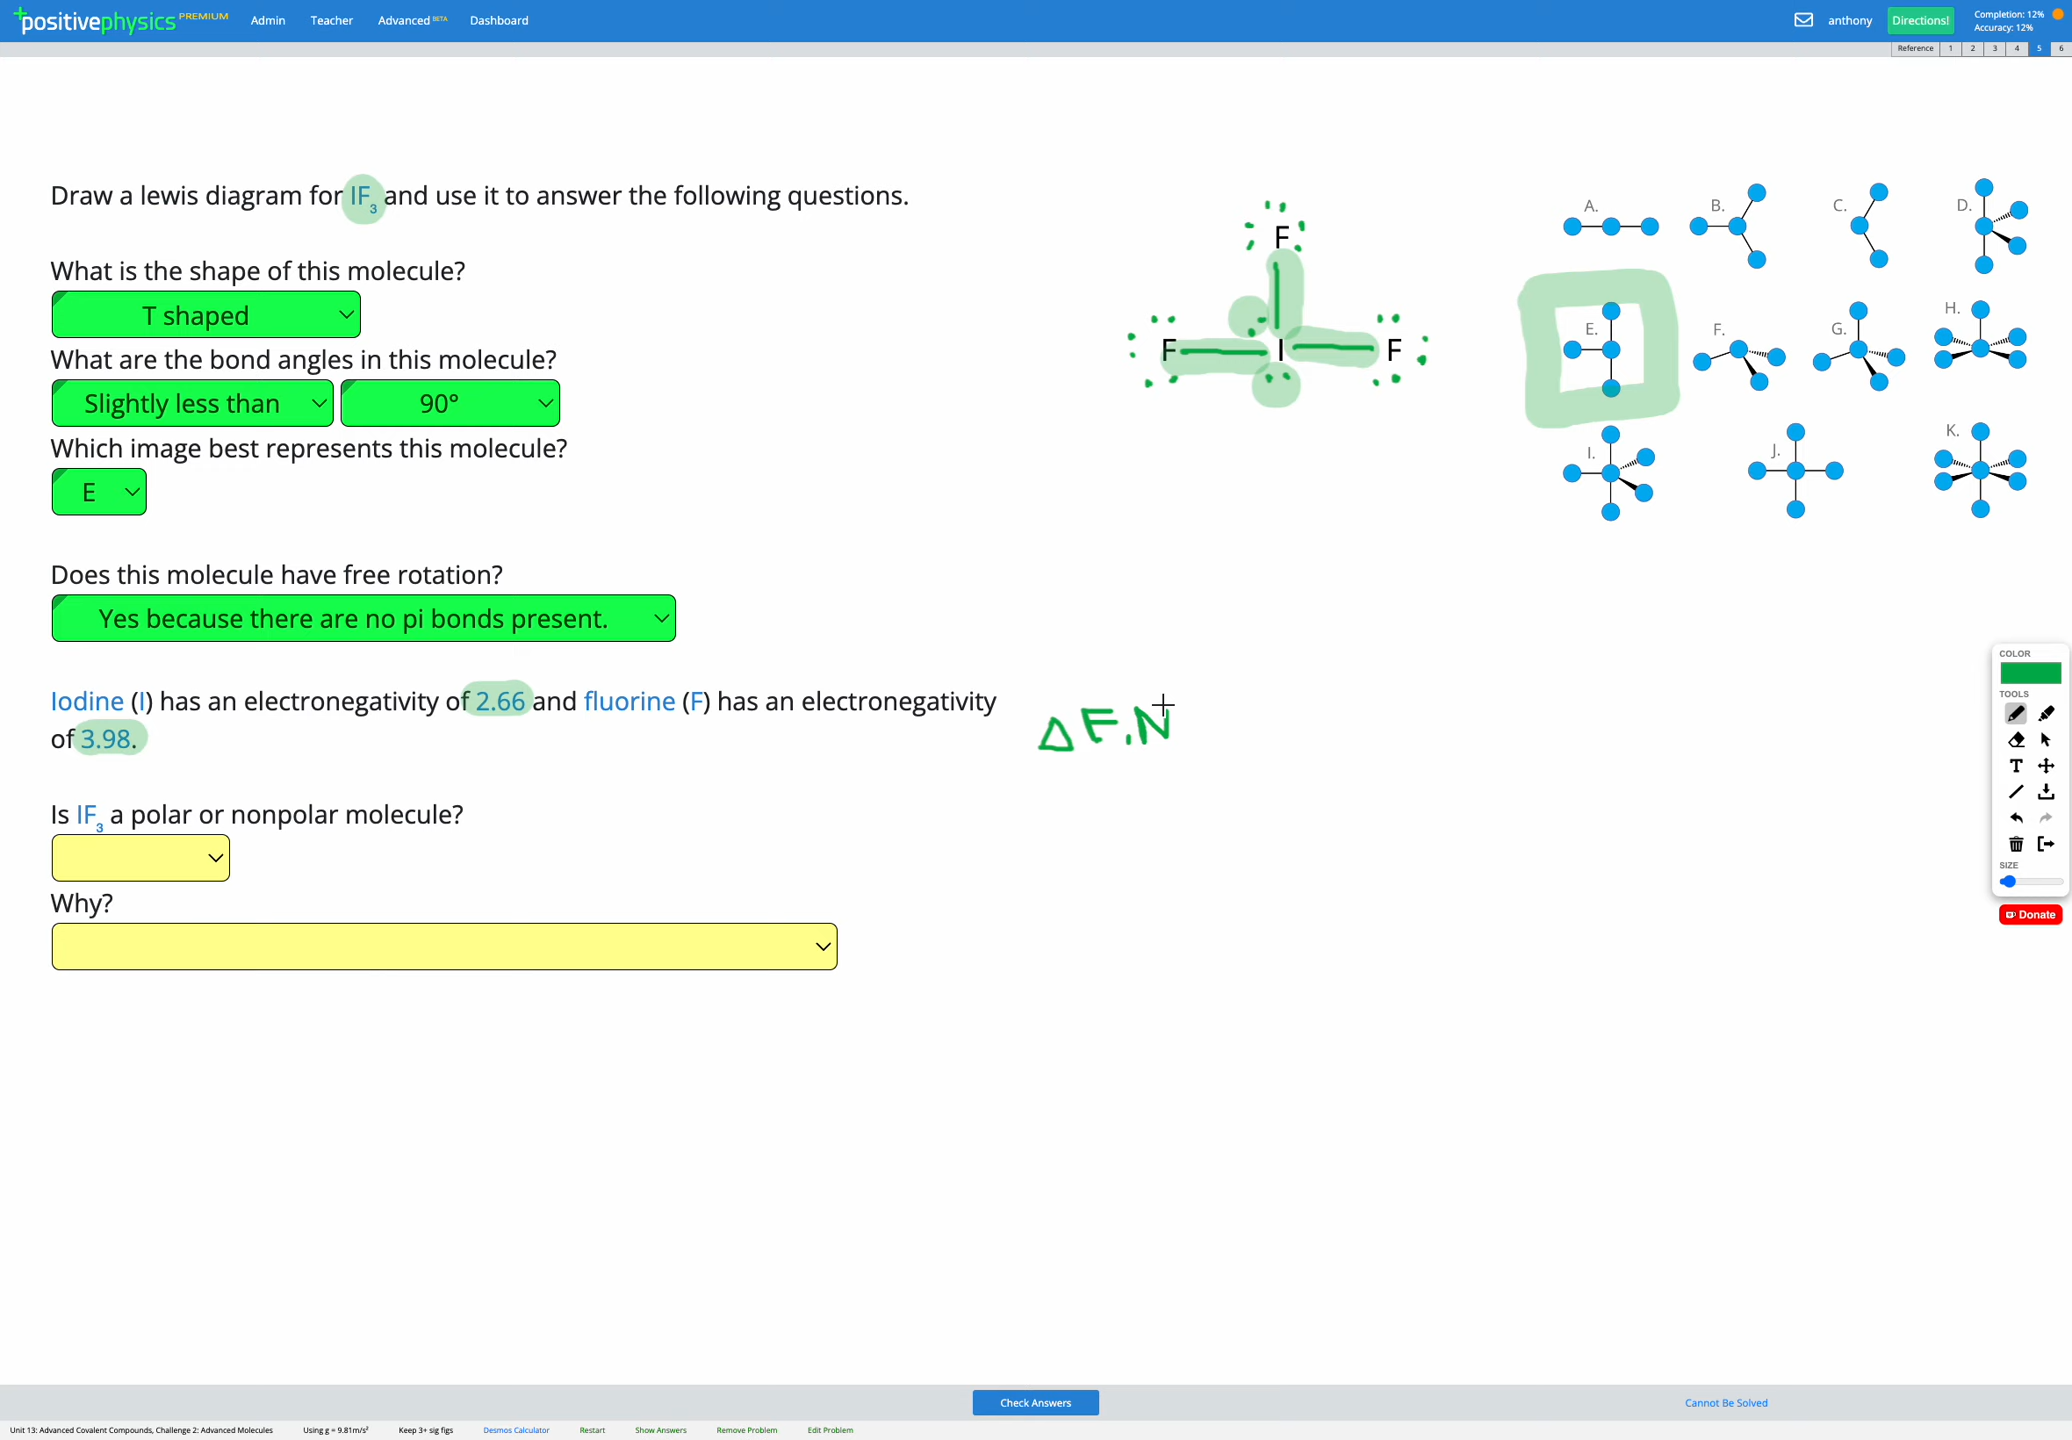 +positivephysics PREMIUM Admin Teacher Advanced BETA Dashboard anthony Directions! Completion: 12%
Accuracy: 12%
Reference 1 2 3 4 5 6
Draw a lewis diagram for IF₃ and use it to answer the following questions.
What is the shape of this molecule?
T shaped
What are the bond angles in this molecule?
Slightly less than 90°
Which image best represents this molecule?
E
F
F I F
A. B. C. D.
E. F. G. H.
I. J. K.
Does this molecule have free rotation?
Yes because there are no pi bonds present.
Iodine (I) has an electronegativity of 2.66 and fluorine (F) has an electronegativity
of 3.98.
ΔE.N
Is IF₃ a polar or nonpolar molecule?
Why?
COLOR
TOOLS
T
SIZE
Donate
Check Answers Cannot Be Solved
Unit 13: Advanced Covalent Compounds, Challenge 2: Advanced Molecules Using g = 9.81m/s² Keep 3+ sig figs Desmos Calculator Restart Show Answers Remove Problem Edit Problem